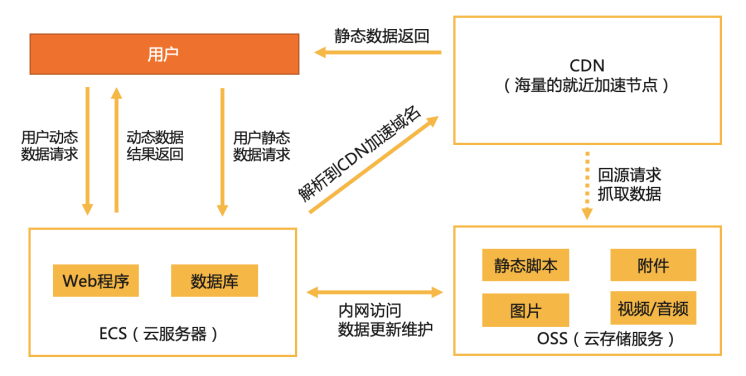 静态数据返回
用户
CDN
（海量的就近加速节点）
用户动态
数据请求
动态数据
结果返回
用户静态
数据请求
解析到CDN加速域名
回源请求
抓取数据
Web程序
数据库
ECS（云服务器）
内网访问
数据更新维护
静态脚本
附件
图片
视频/音频
OSS（云存储服务）